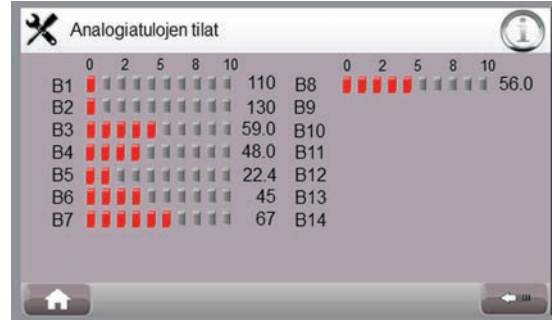 Analogiatulojen tilat
0 2 5 8 10
B1 110
B2 130
B3 59.0
B4 48.0
B5 22.4
B6 45
B7 67
0 2 5 8 10
B8 56.0
B9
B10
B11
B12
B13
B14